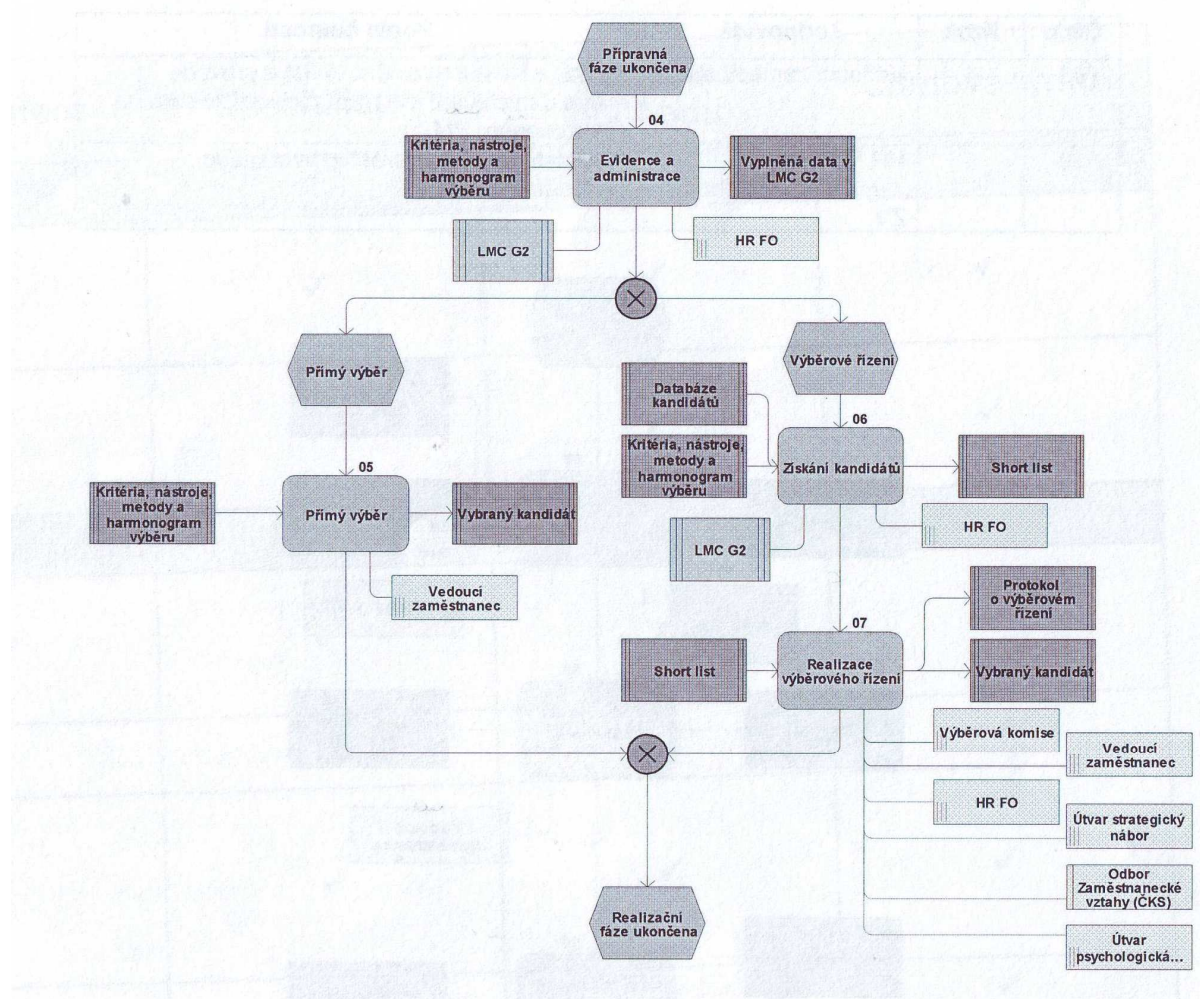 Přípravná
fáze ukončena
04
Kritéria, nástroje,
metody a
harmonogram
výběru
Evidence a
administrace
Vyplněná data v
LMC G2
LMC G2
HR FO
Přímý výběr
Výběrové řízení
Databáze
kandidátů
06
Kritéria, nástroje,
metody a
harmonogram
výběru
Získání kandidátů
Short list
05
Kritéria, nástroje,
metody a
harmonogram
výběru
Přímý výběr
Vybraný kandidát
HR FO
LMC G2
Vedoucí
zaměstnanec
Protokol
o výběrovém
řízení
07
Short list
Realizace
výběrového řízení
Vybraný kandidát
Výběrová komise
Vedoucí
zaměstnanec
HR FO
Útvar strategický
nábor
Odbor
Zaměstnanecké
vztahy (ČKS)
Realizační
fáze ukončena
Útvar
psychologická...